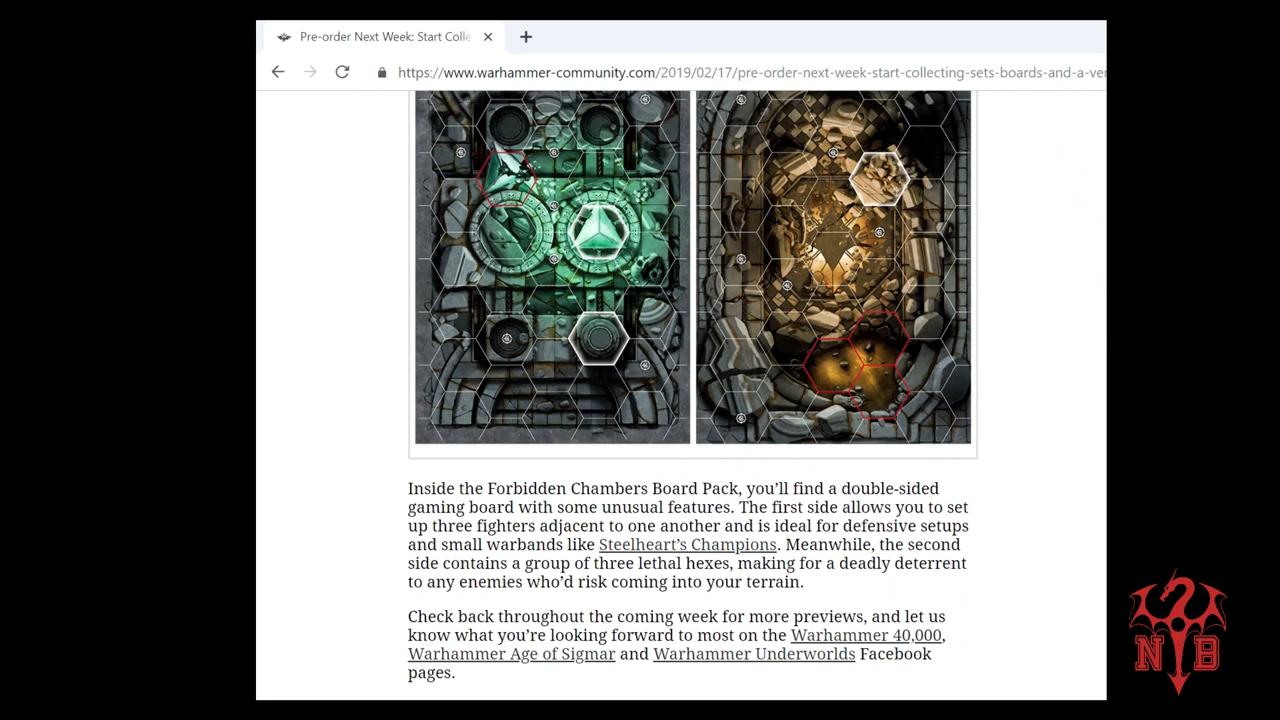 Pre-order Next Week: Start Colle
https://www.warhammer-community.com/2019/02/17/pre-order-next-week-start-collecting-sets-boards-and-a-ver
Inside the Forbidden Chambers Board Pack, you’ll find a double-sided
gaming board with some unusual features. The first side allows you to set
up three fighters adjacent to one another and is ideal for defensive setups
and small warbands like Steelheart’s Champions. Meanwhile, the second
side contains a group of three lethal hexes, making for a deadly deterrent
to any enemies who’d risk coming into your terrain.
Check back throughout the coming week for more previews, and let us
know what you’re looking forward to most on the Warhammer 40,000,
Warhammer Age of Sigmar and Warhammer Underworlds Facebook
pages.
N B